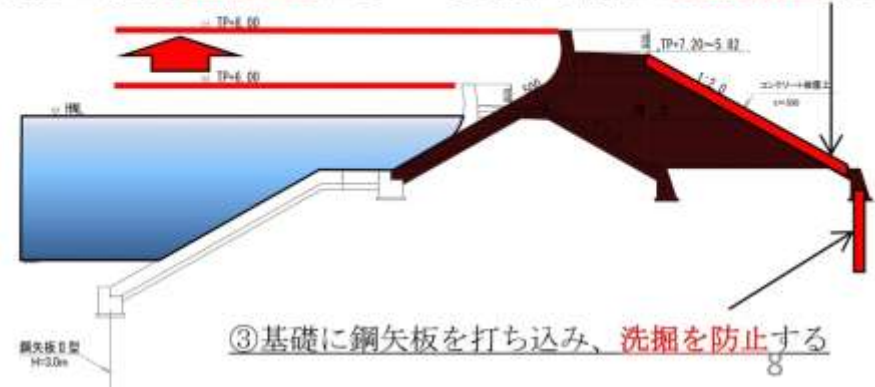 TP+8.00
TP+7.20～5.82
TP+6.00
1:2.0
コンクリート被覆工
HWL
③基礎に鋼矢板を打ち込み、洗掘を防止する
8
鋼矢板Ⅱ型
H=3.0m